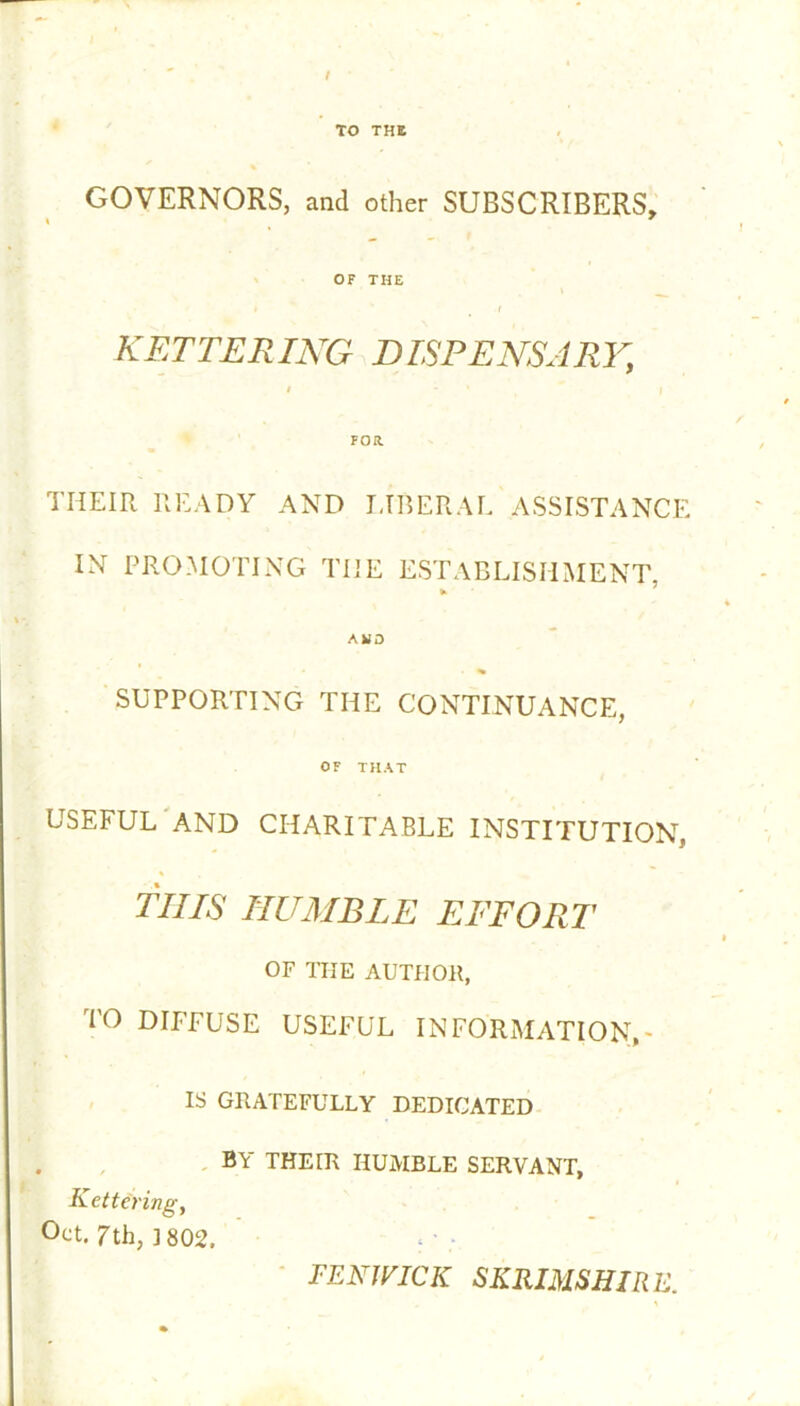 TO THE
GOVERNORS, and other SUBSCRIBERS,
OF THE
KETTERING DISPENSARY,
FOR
THEIR READY AND LIBERAL ASSISTANCE
IN PROMOTING THE ESTABLISHMENT,
AND
SUPPORTING THE CONTINUANCE,
OF THAT
USEFUL AND CHARITABLE INSTITUTION,
THIS HUMBLE EFFORT
OF THE AUTHOR,
TO DIFFUSE USEFUL INFORMATION,
IS GRATEFULLY DEDICATED
BY THEIR HUMBLE SERVANT,
Kettering,
Oct. 7th, 1802.
FENWICK SKRIMSHIRE.